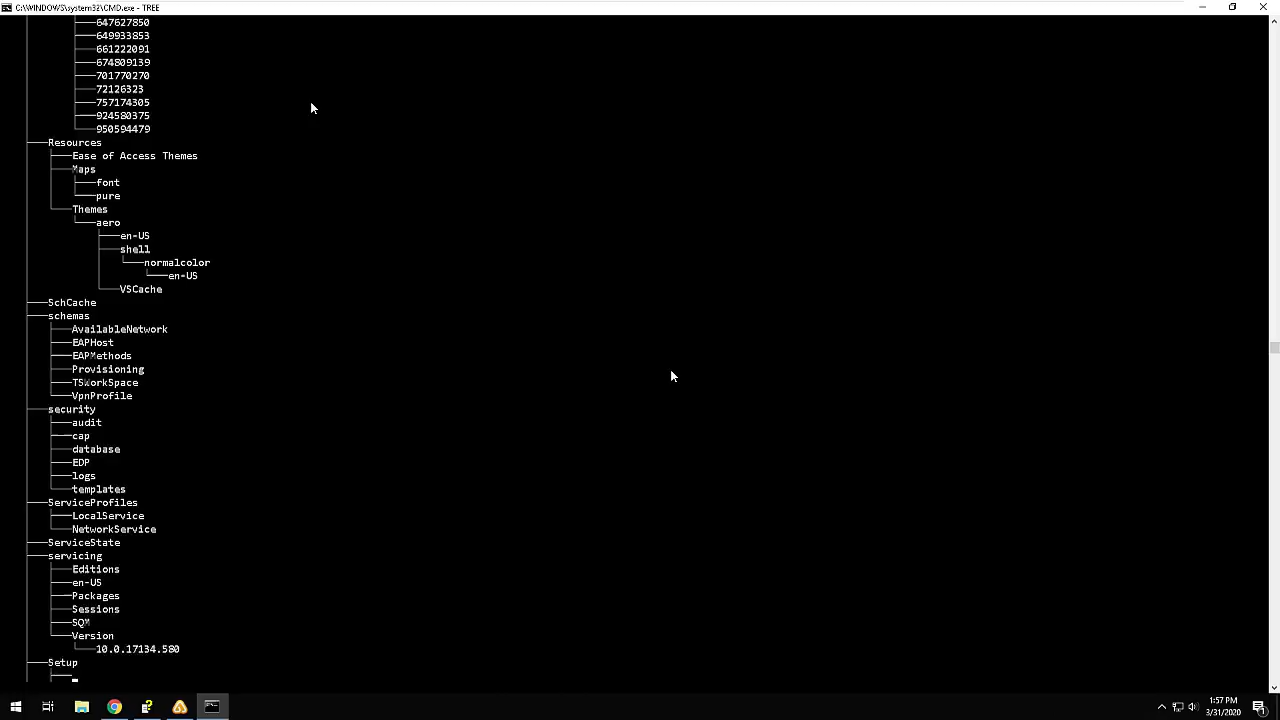 C:\WINDOWS\system32\CMD.exe - TREE
647627850
649933853
661222091
674809139
701770270
72126323
757174305
924580375
950594479
Resources
Ease of Access Themes
Maps
font
pure
Themes
aero
en-US
shell
normalcolor
en-US
VSCache
SchCache
schemas
AvailableNetwork
EAPHost
EAPMethods
Provisioning
TSWorkSpace
VpnProfile
security
audit
cap
database
EDP
logs
templates
ServiceProfiles
LocalService
NetworkService
ServiceState
servicing
Editions
en-US
Packages
Sessions
SQM
Version
10.0.17134.580
Setup
1:57 PM
3/31/2020